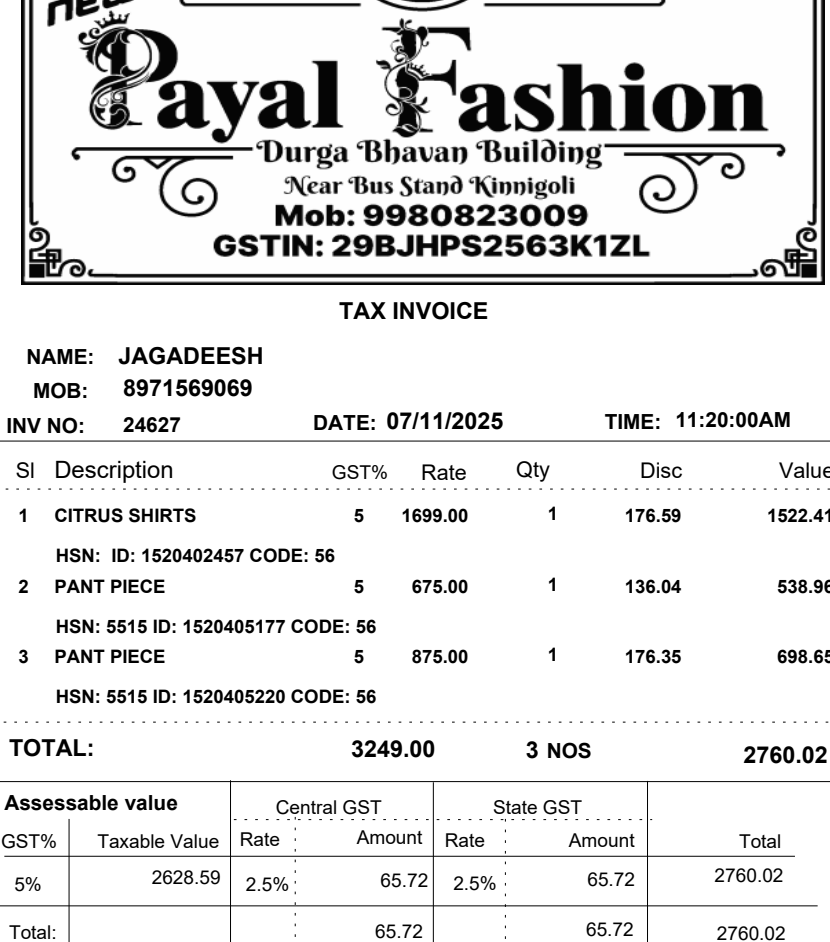 new
Payal Fashion
Durga Bhavan Building
Near Bus Stand Kinnigoli
Mob: 9980823009
GSTIN: 29BJHPS2563K1ZL
TAX INVOICE
NAME: JAGADEESH
MOB: 8971569069
INV NO: 24627 DATE: 07/11/2025 TIME: 11:20:00AM
Sl Description GST% Rate Qty Disc Value
1 CITRUS SHIRTS 5 1699.00 1 176.59 1522.41
HSN: ID: 1520402457 CODE: 56
2 PANT PIECE 5 675.00 1 136.04 538.96
HSN: 5515 ID: 1520405177 CODE: 56
3 PANT PIECE 5 875.00 1 176.35 698.65
HSN: 5515 ID: 1520405220 CODE: 56
TOTAL: 3249.00 3 NOS 2760.02
Assessable value Central GST State GST
GST% Taxable Value Rate Amount Rate Amount Total
5% 2628.59 2.5% 65.72 2.5% 65.72 2760.02
Total: 65.72 65.72 2760.02